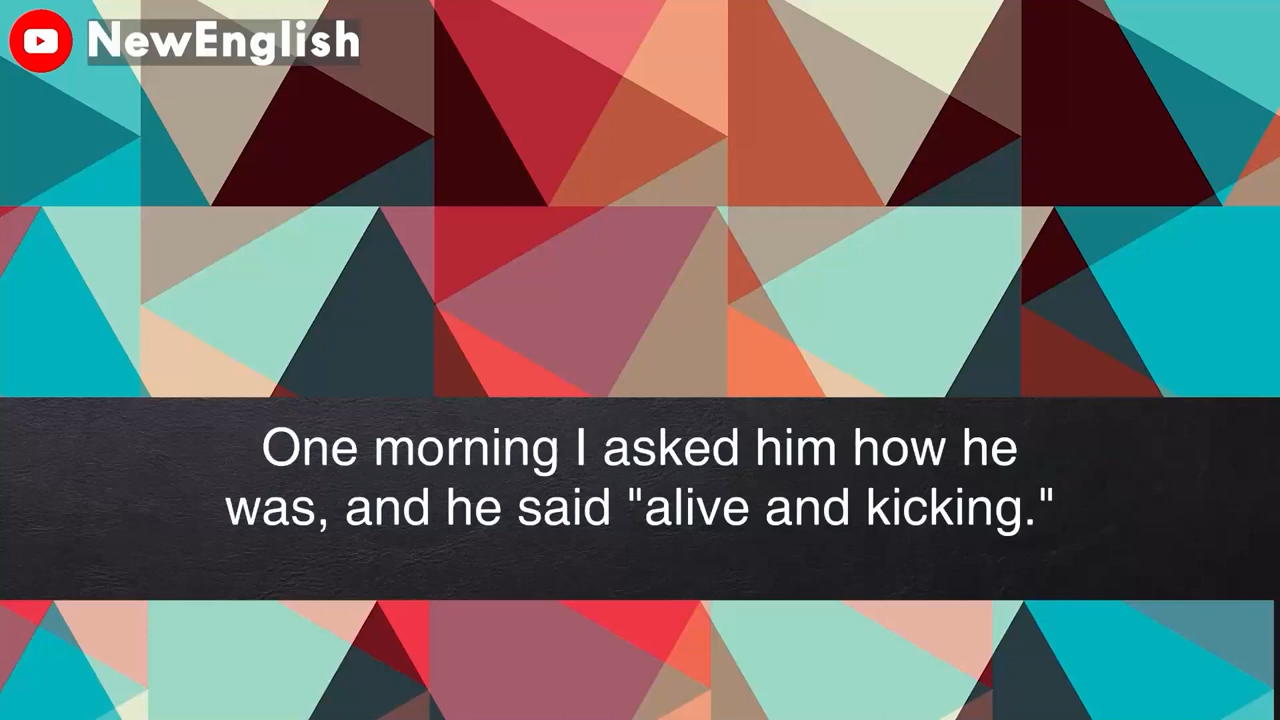 NewEnglish
One morning I asked him how he
was, and he said "alive and kicking."